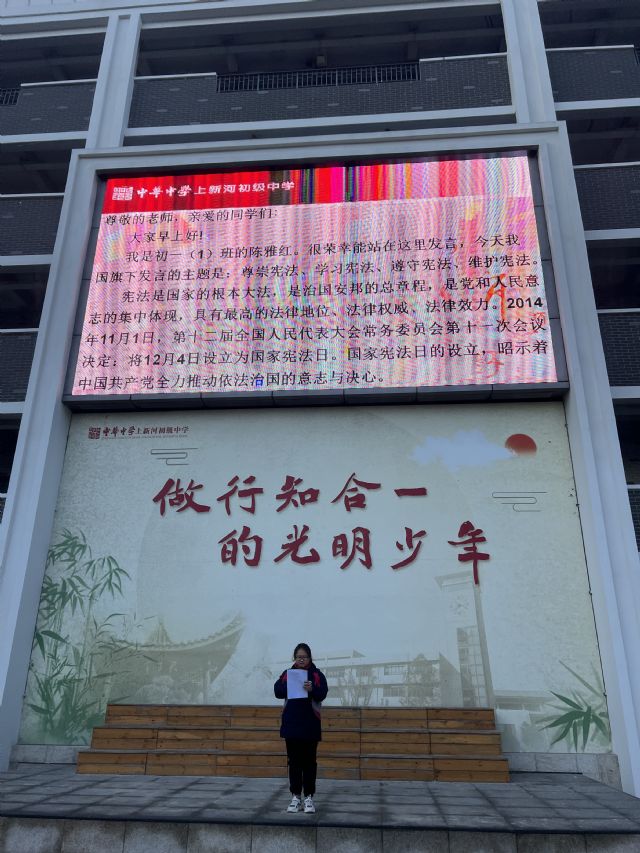 中华中学上新河初级中学
尊敬的老师，亲爱的同学们：
大家早上好！
我是初一（1）班的陈雅红。很荣幸能站在这里发言，今天我
国旗下发言的主题是：尊崇宪法、学习宪法、遵守宪法、维护宪法。
宪法是国家的根本大法，是治国安邦的总章程，是党和人民意
志的集中体现，具有最高的法律地位、法律权威、法律效力。2014
年11月1日，第十二届全国人民代表大会常务委员会第十一次会议
决定：将12月4日设立为国家宪法日。国家宪法日的设立，昭示着
中国共产党全力推动依法治国的意志与决心。
中华中学上新河初级中学
做行知合一
的光明少年